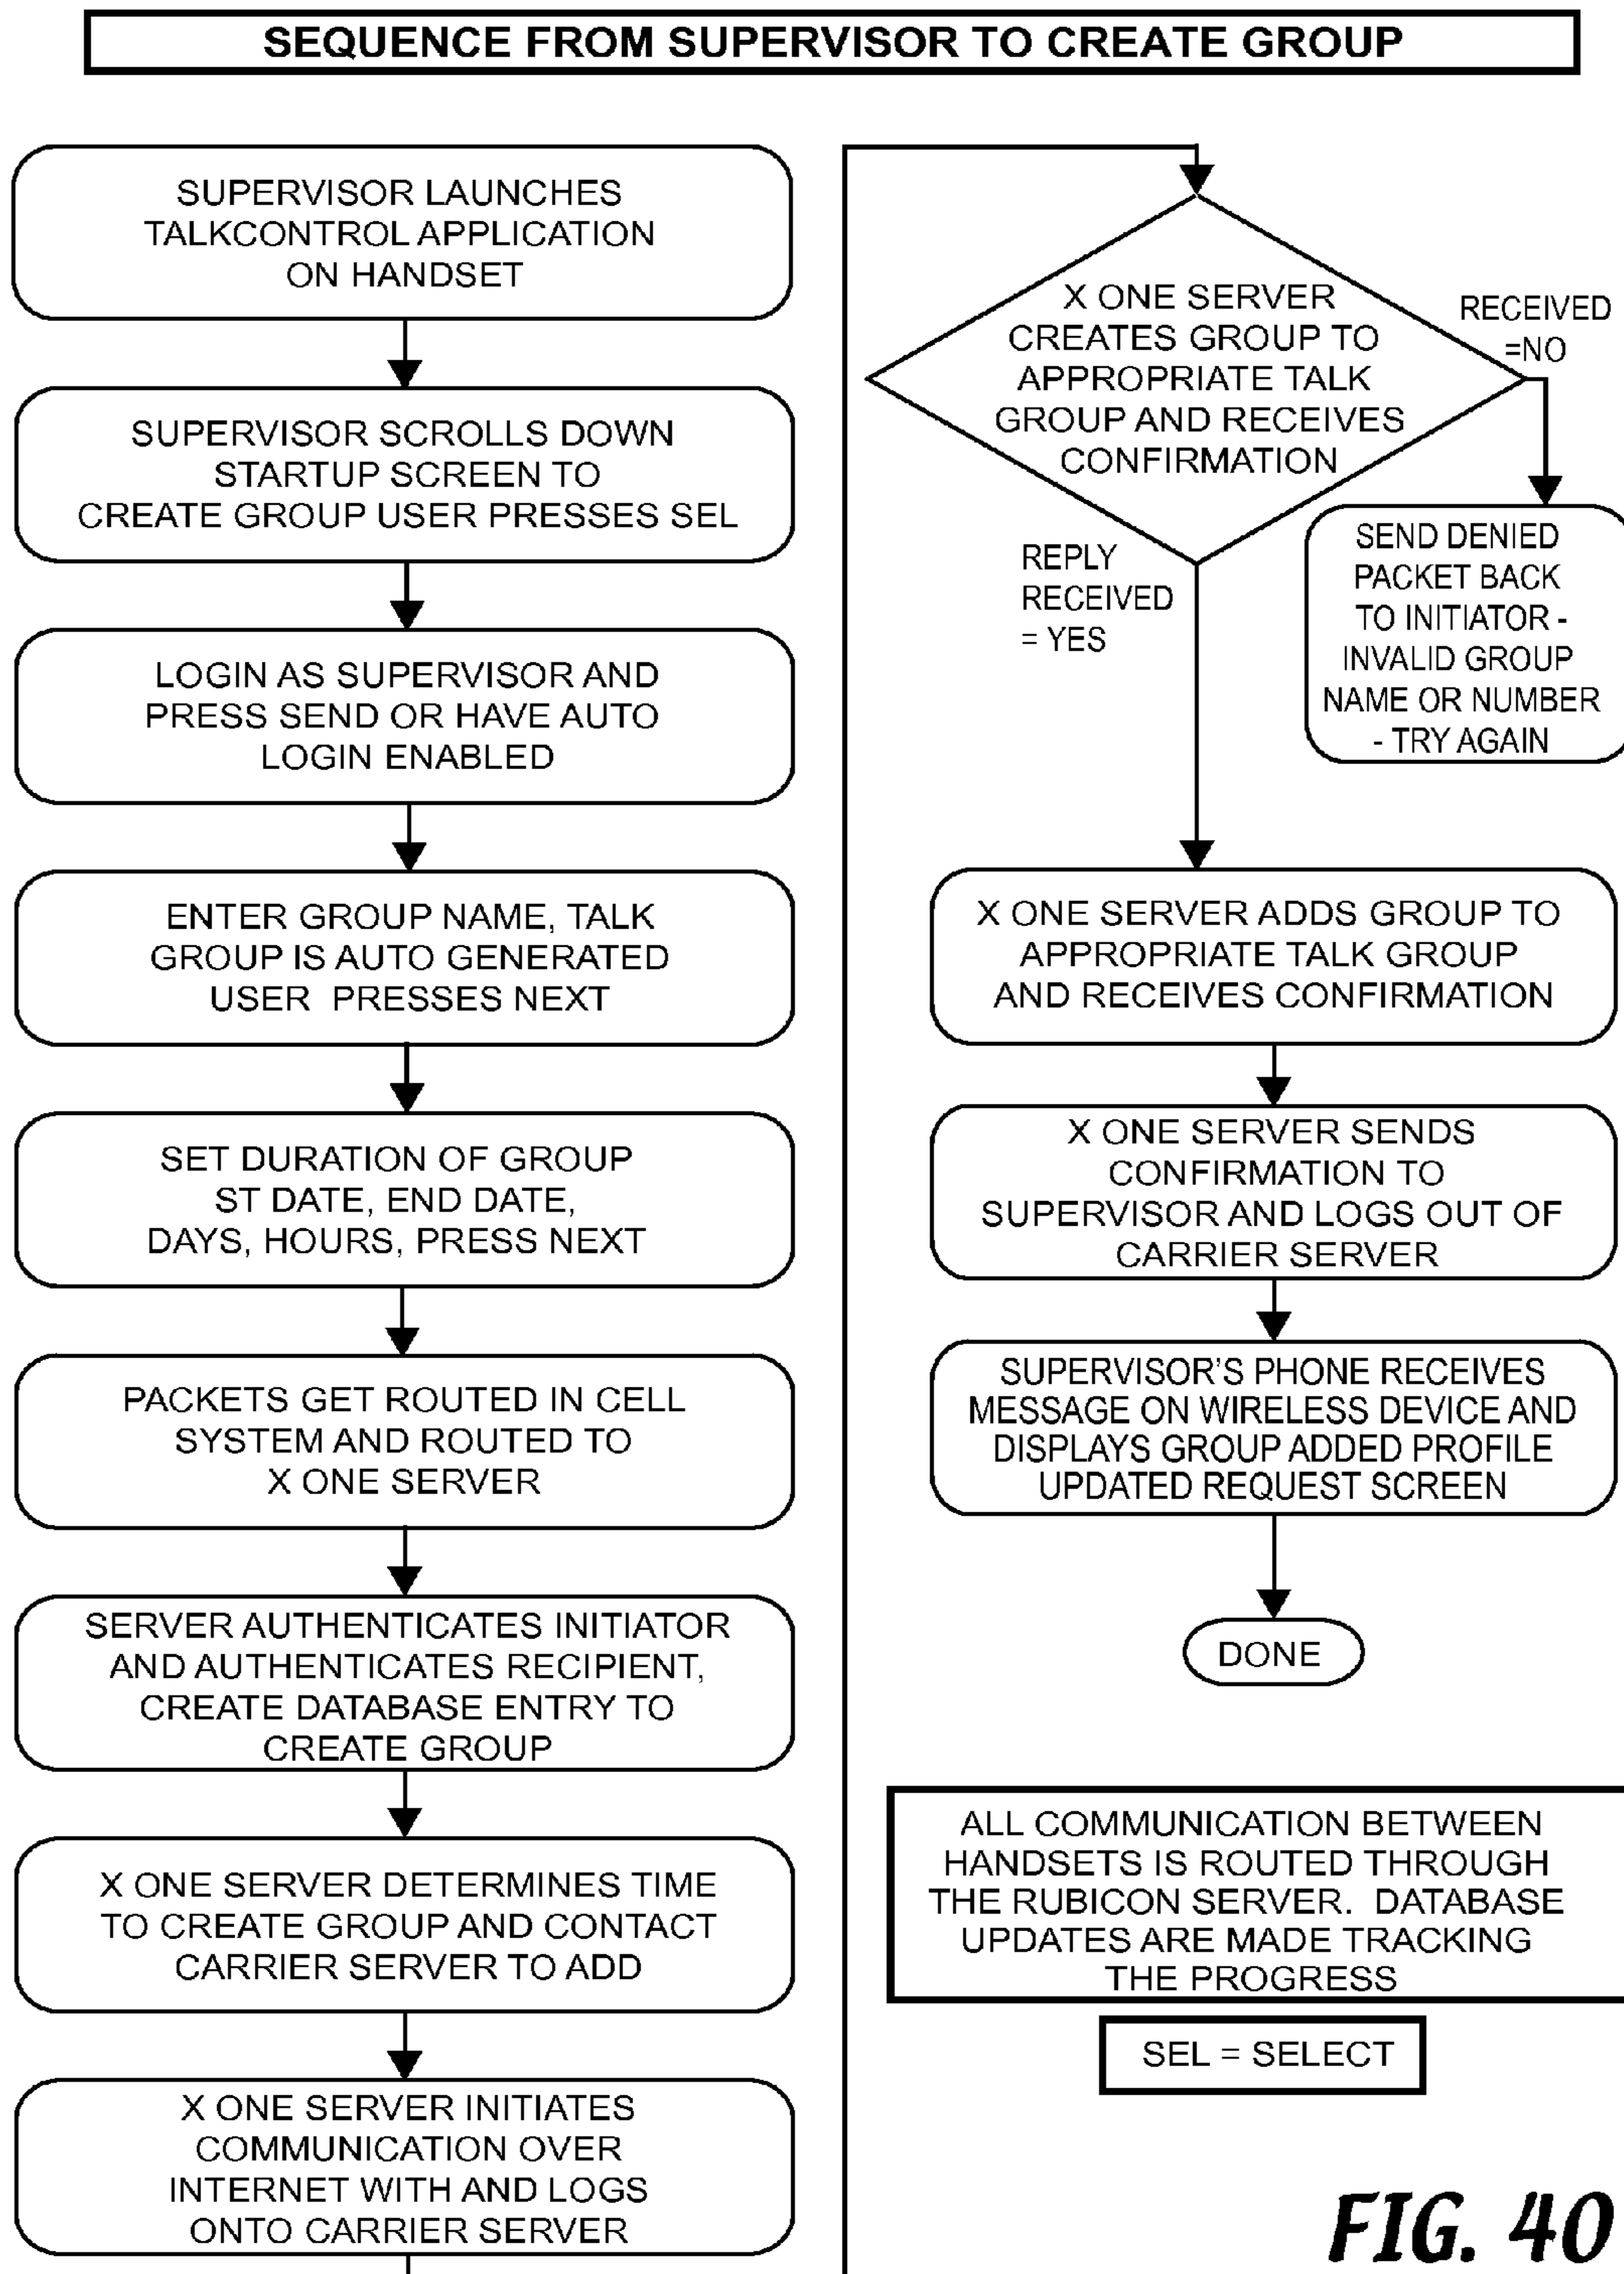 SEQUENCE FROM SUPERVISOR TO CREATE GROUP
SUPERVISOR LAUNCHES
TALKCONTROL APPLICATION
ON HANDSET
SUPERVISOR SCROLLS DOWN
STARTUP SCREEN TO
CREATE GROUP USER PRESSES SEL
LOGIN AS SUPERVISOR AND
PRESS SEND OR HAVE AUTO
LOGIN ENABLED
ENTER GROUP NAME, TALK
GROUP IS AUTO GENERATED
USER PRESSES NEXT
SET DURATION OF GROUP
ST DATE, END DATE,
DAYS, HOURS, PRESS NEXT
PACKETS GET ROUTED IN CELL
SYSTEM AND ROUTED TO
X ONE SERVER
SERVER AUTHENTICATES INITIATOR
AND AUTHENTICATES RECIPIENT,
CREATE DATABASE ENTRY TO
CREATE GROUP
X ONE SERVER DETERMINES TIME
TO CREATE GROUP AND CONTACT
CARRIER SERVER TO ADD
X ONE SERVER INITIATES
COMMUNICATION OVER
INTERNET WITH AND LOGS
ONTO CARRIER SERVER
X ONE SERVER
CREATES GROUP TO
APPROPRIATE TALK
GROUP AND RECEIVES
CONFIRMATION
RECEIVED
=NO
SEND DENIED
PACKET BACK
TO INITIATOR -
INVALID GROUP
NAME OR NUMBER
- TRY AGAIN
REPLY
RECEIVED
= YES
X ONE SERVER ADDS GROUP TO
APPROPRIATE TALK GROUP
AND RECEIVES CONFIRMATION
X ONE SERVER SENDS
CONFIRMATION TO
SUPERVISOR AND LOGS OUT OF
CARRIER SERVER
SUPERVISOR'S PHONE RECEIVES
MESSAGE ON WIRELESS DEVICE AND
DISPLAYS GROUP ADDED PROFILE
UPDATED REQUEST SCREEN
DONE
ALL COMMUNICATION BETWEEN
HANDSETS IS ROUTED THROUGH
THE RUBICON SERVER. DATABASE
UPDATES ARE MADE TRACKING
THE PROGRESS
SEL = SELECT
FIG. 40